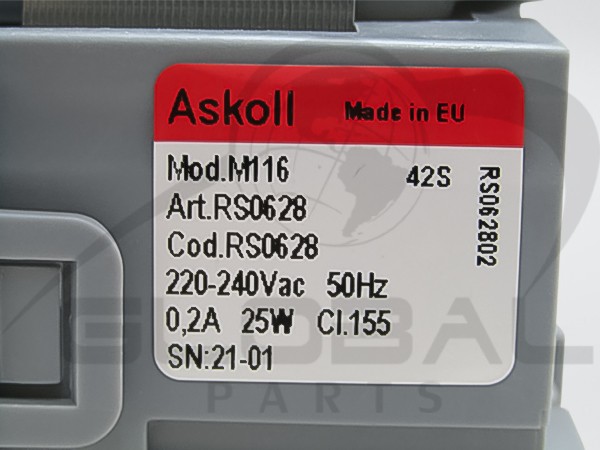 Askoll Made in EU
Mod.M116 42S
Art.RS0628
Cod.RS0628
220-240Vac 50Hz
0,2A 25W Cl.155
SN:21-01
RS062802
GLOBAL
PARTS